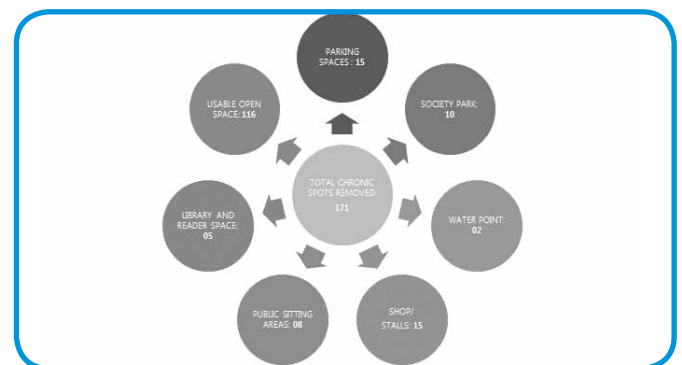 PARKING
SPACES : 15
SOCIETY PARK:
10
WATER POINT:
02
SHOP/
STALLS: 15
PUBLIC SITTING
AREAS: 08
LIBRARY AND
READER SPACE:
05
USABLE OPEN
SPACE: 116
TOTAL CHRONIC
SPOTS REMOVED
171